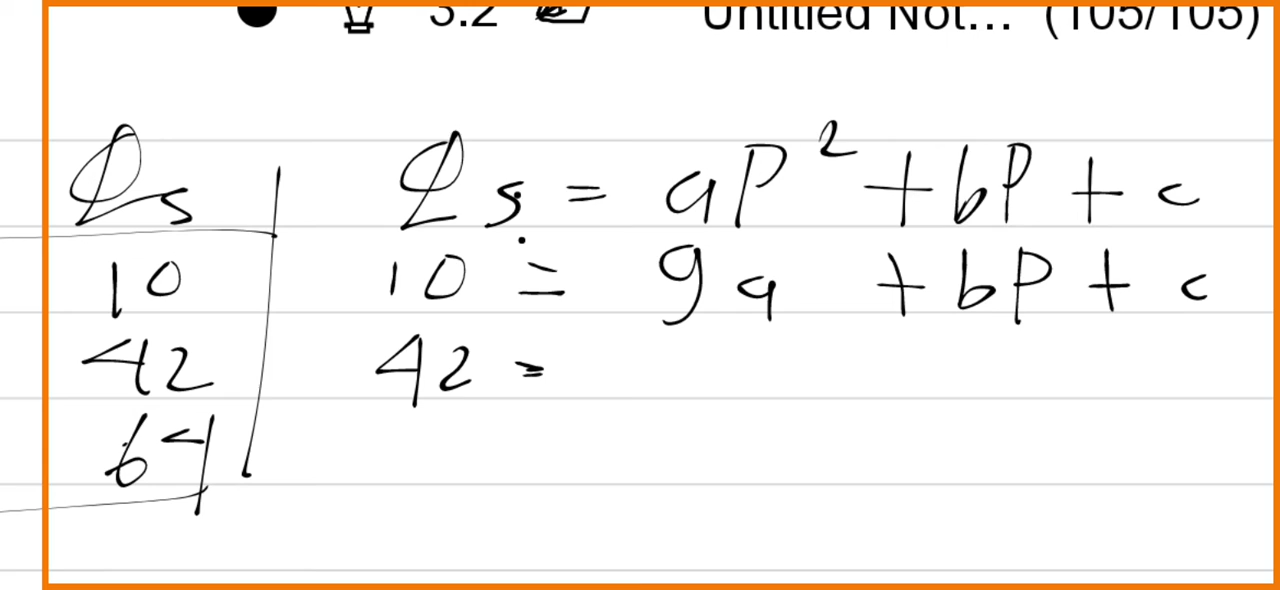 3.2 Untitled Not... (105/105)
Qs Qs = aP² + bP + c
10 10 = 9a + bP + c
42 42 =
64